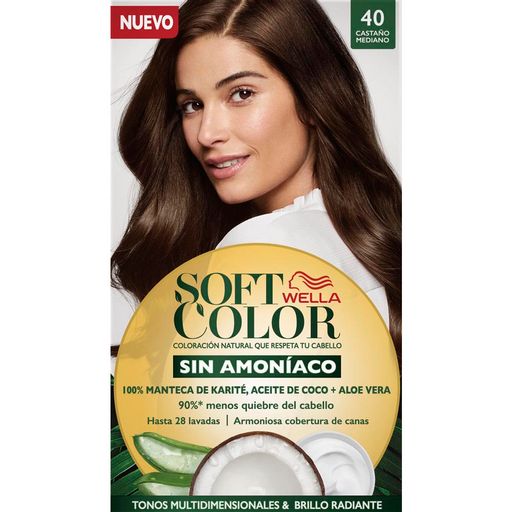 NUEVO
40
CASTAÑO
MEDIANO
SOFT
WELLA
COLOR
COLORACIÓN NATURAL QUE RESPETA TU CABELLO
SIN AMONÍACO
100% MANTECA DE KARITÉ, ACEITE DE COCO + ALOE VERA
90%* menos quiebre del cabello
Hasta 28 lavadas | Armoniosa cobertura de canas
TONOS MULTIDIMENSIONALES & BRILLO RADIANTE